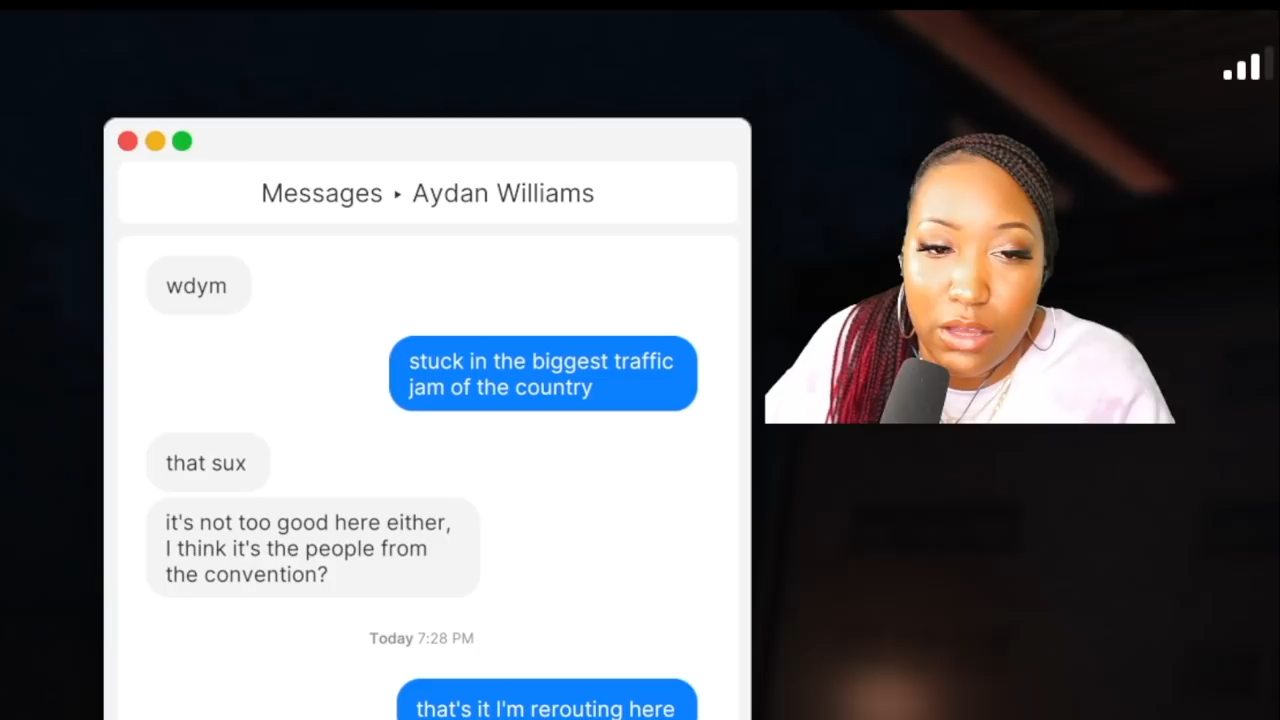 Messages ▸ Aydan Williams
wdym
stuck in the biggest traffic
jam of the country
that sux
it's not too good here either,
I think it's the people from
the convention?
Today 7:28 PM
that's it I'm rerouting here